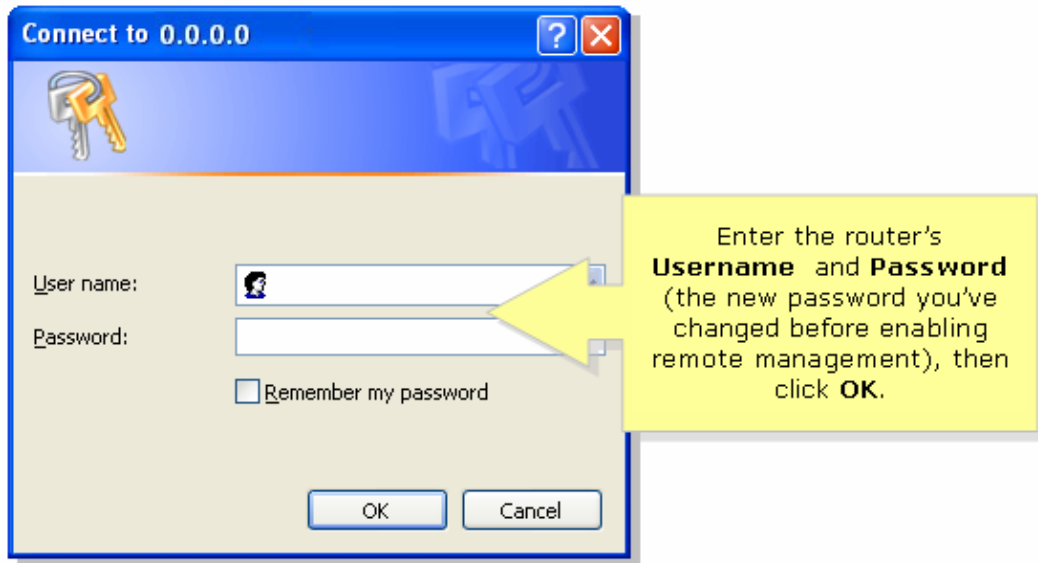 Connect to 0.0.0.0
User name:
Password:
Remember my password
OK
Cancel
Enter the router's
Username and Password
(the new password you've
changed before enabling
remote management), then
click OK.